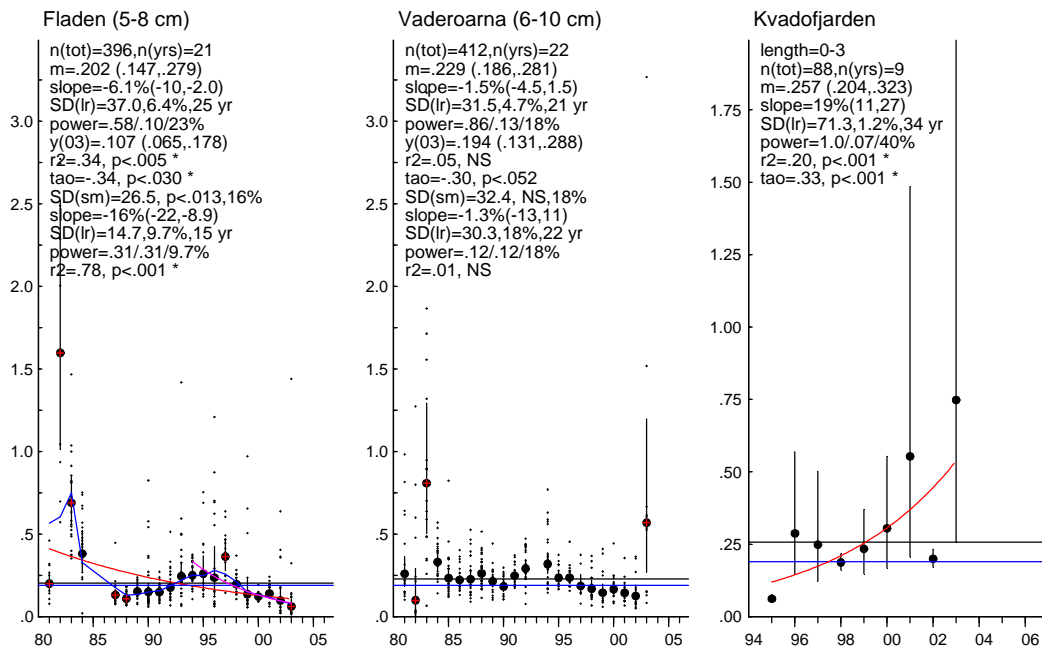 Fladen (5-8 cm)
n(tot)=396,n(yrs)=21
m=.202 (.147,.279)
slope=-6.1%(-10,-2.0)
SD(lr)=37.0,6.4%,25 yr
power=.58/.10/23%
y(03)=.107 (.065,.178)
r2=.34, p<.005 *
tao=-.34, p<.030 *
SD(sm)=26.5, p<.013,16%
slope=-16%(-22,-8.9)
SD(lr)=14.7,9.7%,15 yr
power=.31/.31/9.7%
r2=.78, p<.001 *
3.0
2.5
2.0
1.5
1.0
.5
.0
80 85 90 95 00 05
Vaderoarna (6-10 cm)
n(tot)=412,n(yrs)=22
m=.229 (.186,.281)
slope=-1.5%(-4.5,1.5)
SD(lr)=31.5,4.7%,21 yr
power=.86/.13/18%
y(03)=.194 (.131,.288)
r2=.05, NS
tao=-.30, p<.052
SD(sm)=32.4, NS,18%
slope=-1.3%(-13,11)
SD(lr)=30.3,18%,22 yr
power=.12/.12/18%
r2=.01, NS
3.0
2.5
2.0
1.5
1.0
.5
.0
80 85 90 95 00 05
Kvadofjarden
length=0-3
n(tot)=88,n(yrs)=9
m=.257 (.204,.323)
slope=19%(11,27)
SD(lr)=71.3,1.2%,34 yr
power=1.0/.07/40%
r2=.20, p<.001 *
tao=.33, p<.001 *
1.75
1.50
1.25
1.00
.75
.50
.25
.00
94 96 98 00 02 04 06